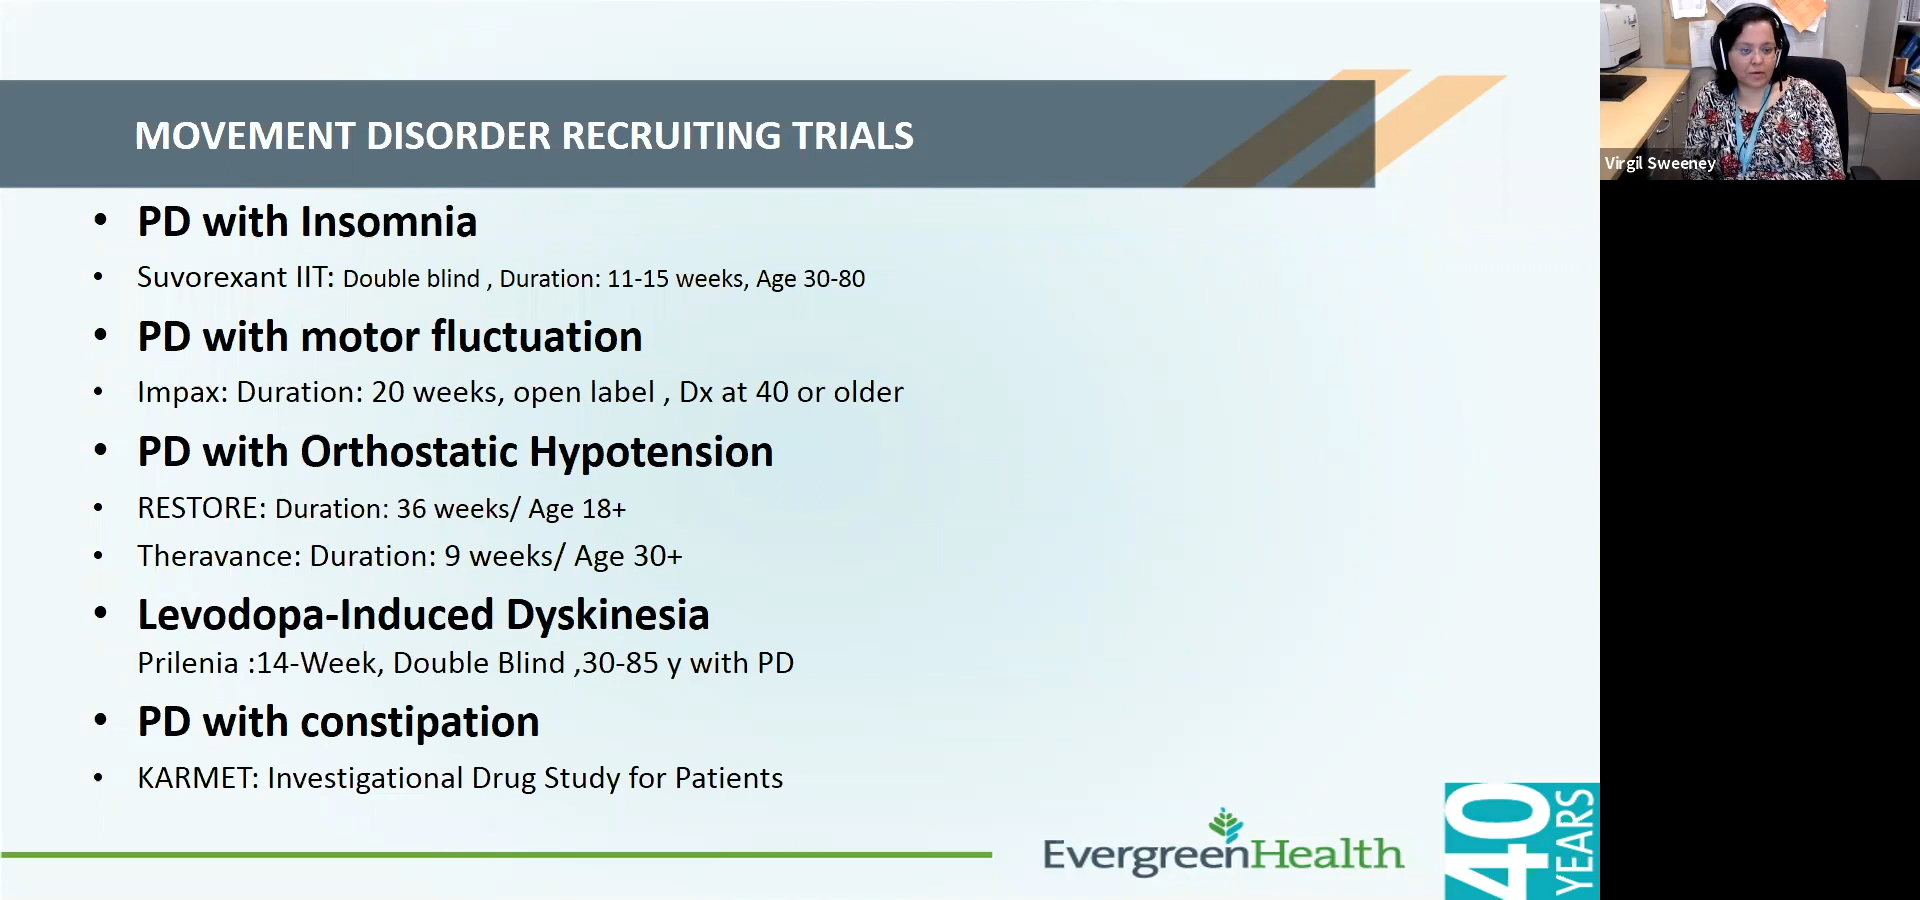 MOVEMENT DISORDER RECRUITING TRIALS
• PD with Insomnia
• Suvorexant IIT: Double blind , Duration: 11-15 weeks, Age 30-80
• PD with motor fluctuation
• Impax: Duration: 20 weeks, open label , Dx at 40 or older
• PD with Orthostatic Hypotension
• RESTORE: Duration: 36 weeks/ Age 18+
• Theravance: Duration: 9 weeks/ Age 30+
• Levodopa-Induced Dyskinesia
Prilenia :14-Week, Double Blind ,30-85 y with PD
• PD with constipation
• KARMET: Investigational Drug Study for Patients
EvergreenHealth
40 YEARS
Virgil Sweeney